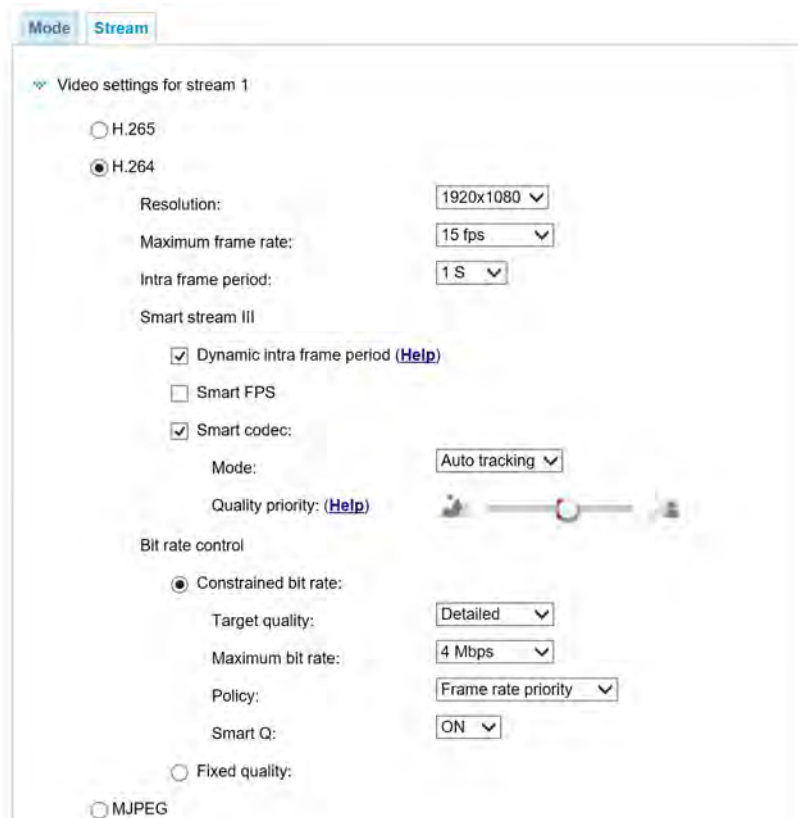 Mode Stream
Video settings for stream 1
H.265
H.264
Resolution: 1920x1080
Maximum frame rate: 15 fps
Intra frame period: 1 S
Smart stream III
Dynamic intra frame period (Help)
Smart FPS
Smart codec:
Mode: Auto tracking
Quality priority: (Help)
Bit rate control
Constrained bit rate:
Target quality: Detailed
Maximum bit rate: 4 Mbps
Policy: Frame rate priority
Smart Q: ON
Fixed quality:
MJPEG